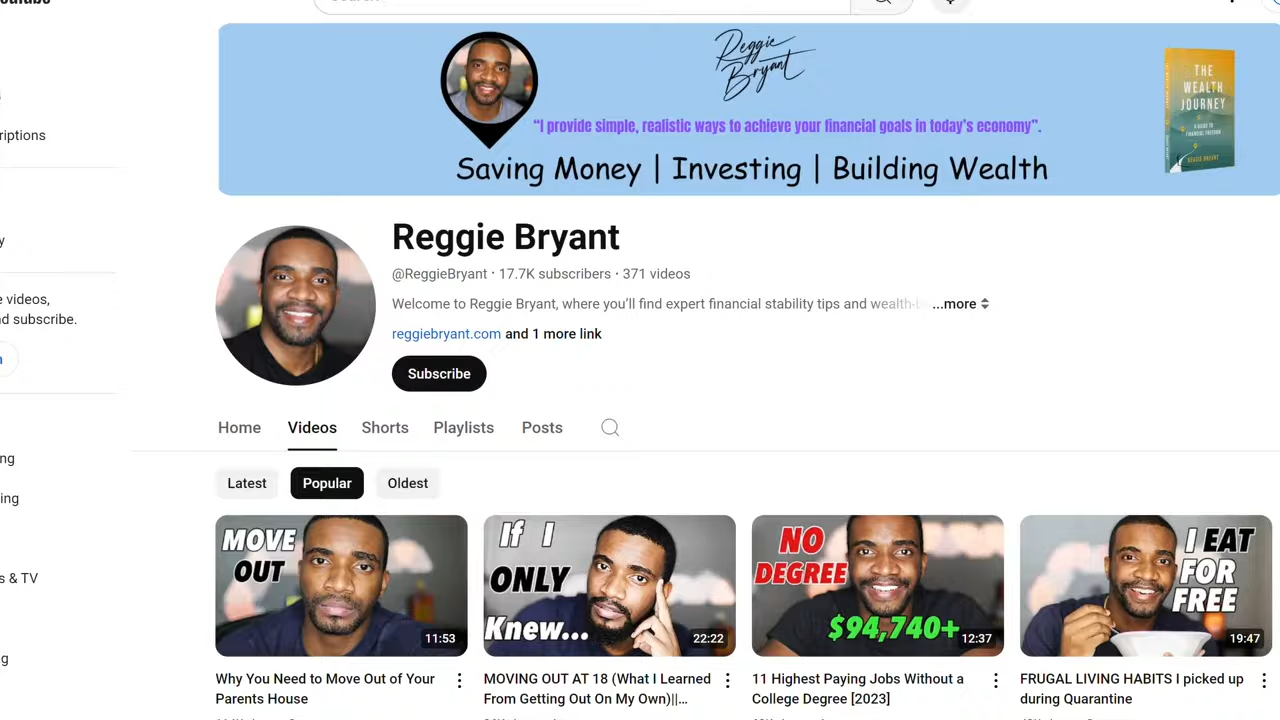 Reggie
Bryant
"I provide simple, realistic ways to achieve your financial goals in today's economy".
Saving Money | Investing | Building Wealth
THE
WEALTH
JOURNEY
A GUIDE TO
FINANCIAL FREEDOM
REGGIE BRYANT
riptions
y
e videos,
nd subscribe.
n
ng
ing
s & TV
g
Reggie Bryant
@ReggieBryant · 17.7K subscribers · 371 videos
Welcome to Reggie Bryant, where you'll find expert financial stability tips and wealth-b ...more
reggiebryant.com and 1 more link
Subscribe
Home Videos Shorts Playlists Posts
Latest Popular Oldest
MOVE
OUT
11:53
If I
ONLY
Knew...
22:22
NO
DEGREE
$94,740+
12:37
I EAT
FOR
FREE
19:47
Why You Need to Move Out of Your
Parents House
MOVING OUT AT 18 (What I Learned
From Getting Out On My Own)||...
11 Highest Paying Jobs Without a
College Degree [2023]
FRUGAL LIVING HABITS I picked up
during Quarantine